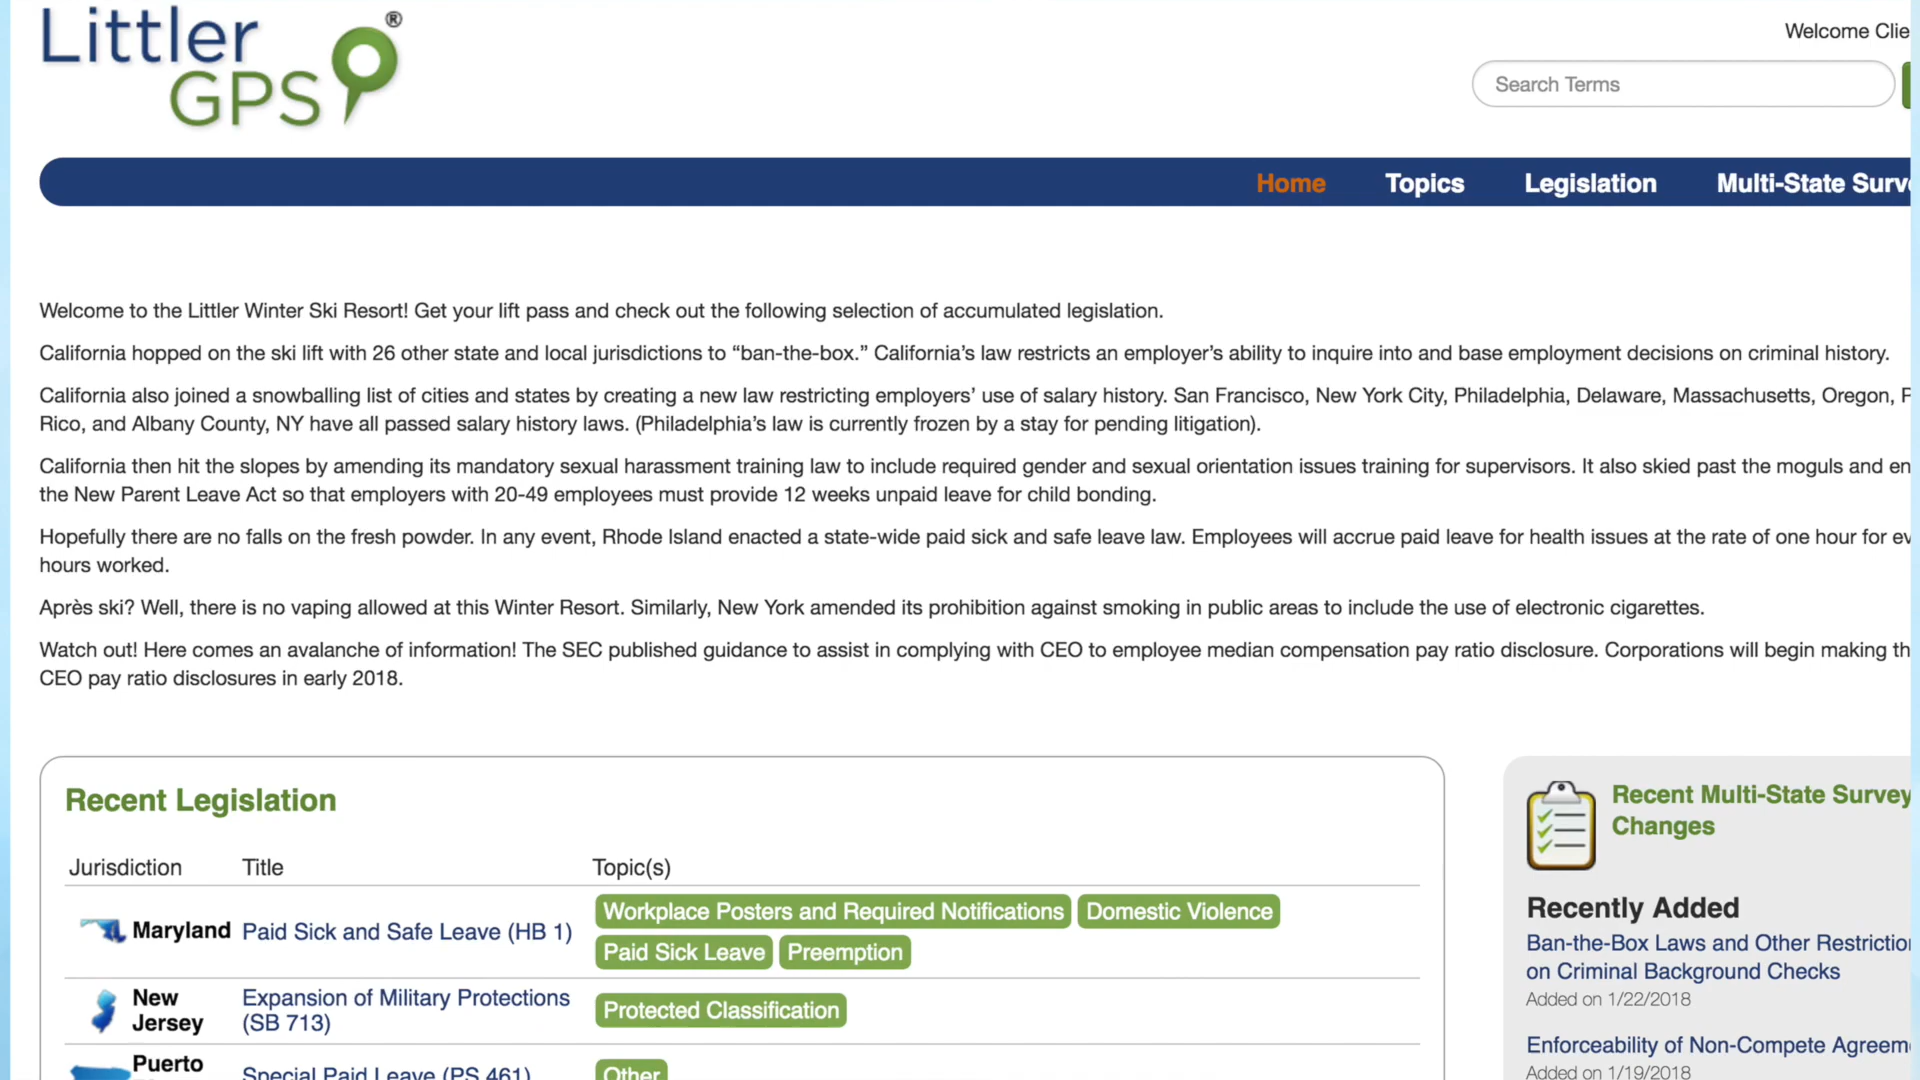 Littler
GPS®
Welcome Clie
Search Terms
Home Topics Legislation Multi-State Surv
Welcome to the Littler Winter Ski Resort! Get your lift pass and check out the following selection of accumulated legislation.
California hopped on the ski lift with 26 other state and local jurisdictions to “ban-the-box.” California’s law restricts an employer’s ability to inquire into and base employment decisions on criminal history.
California also joined a snowballing list of cities and states by creating a new law restricting employers’ use of salary history. San Francisco, New York City, Philadelphia, Delaware, Massachusetts, Oregon,
Rico, and Albany County, NY have all passed salary history laws. (Philadelphia’s law is currently frozen by a stay for pending litigation).
California then hit the slopes by amending its mandatory sexual harassment training law to include required gender and sexual orientation issues training for supervisors. It also skied past the moguls and en
the New Parent Leave Act so that employers with 20-49 employees must provide 12 weeks unpaid leave for child bonding.
Hopefully there are no falls on the fresh powder. In any event, Rhode Island enacted a state-wide paid sick and safe leave law. Employees will accrue paid leave for health issues at the rate of one hour for ev
hours worked.
Après ski? Well, there is no vaping allowed at this Winter Resort. Similarly, New York amended its prohibition against smoking in public areas to include the use of electronic cigarettes.
Watch out! Here comes an avalanche of information! The SEC published guidance to assist in complying with CEO to employee median compensation pay ratio disclosure. Corporations will begin making th
CEO pay ratio disclosures in early 2018.
Recent Legislation
Jurisdiction Title Topic(s)
Maryland Paid Sick and Safe Leave (HB 1) Workplace Posters and Required Notifications Domestic Violence
Paid Sick Leave Preemption
New Jersey Expansion of Military Protections (SB 713) Protected Classification
Puerto Special Paid Leave (PS 461) Other
Recent Multi-State Survey
Changes
Recently Added
Ban-the-Box Laws and Other Restrictio
on Criminal Background Checks
Added on 1/22/2018
Enforceability of Non-Compete Agreem
Added on 1/19/2018